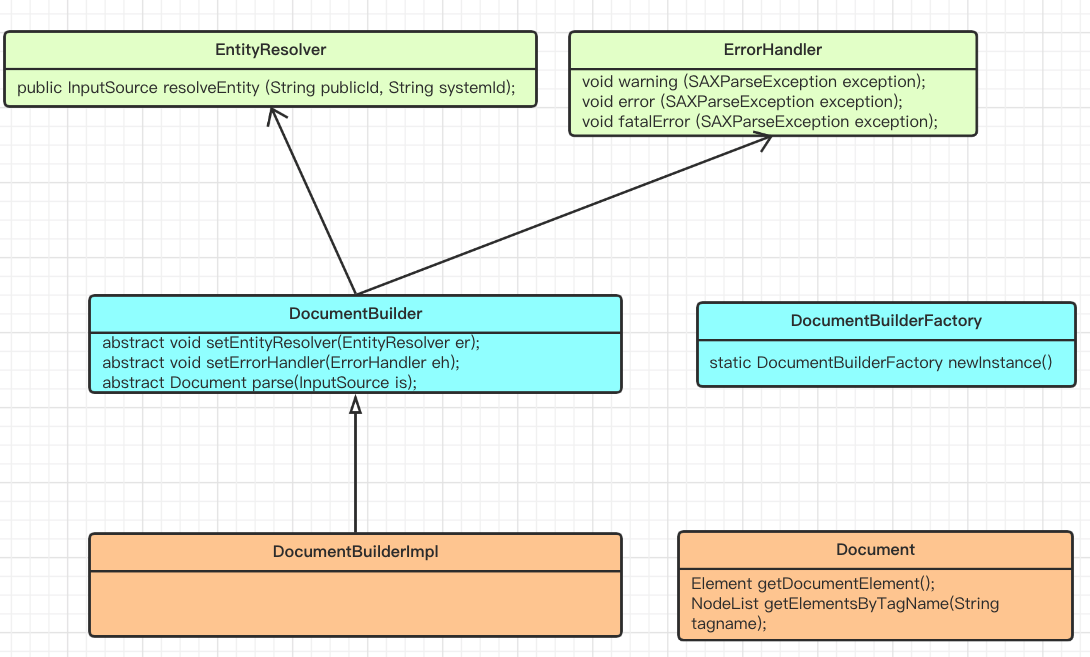 EntityResolver
public InputSource resolveEntity (String publicId, String systemId);
ErrorHandler
void warning (SAXParseException exception);
void error (SAXParseException exception);
void fatalError (SAXParseException exception);
DocumentBuilder
abstract void setEntityResolver(EntityResolver er);
abstract void setErrorHandler(ErrorHandler eh);
abstract Document parse(InputSource is);
DocumentBuilderFactory
static DocumentBuilderFactory newInstance()
DocumentBuilderImpl
Document
Element getDocumentElement();
NodeList getElementsByTagName(String
tagname);